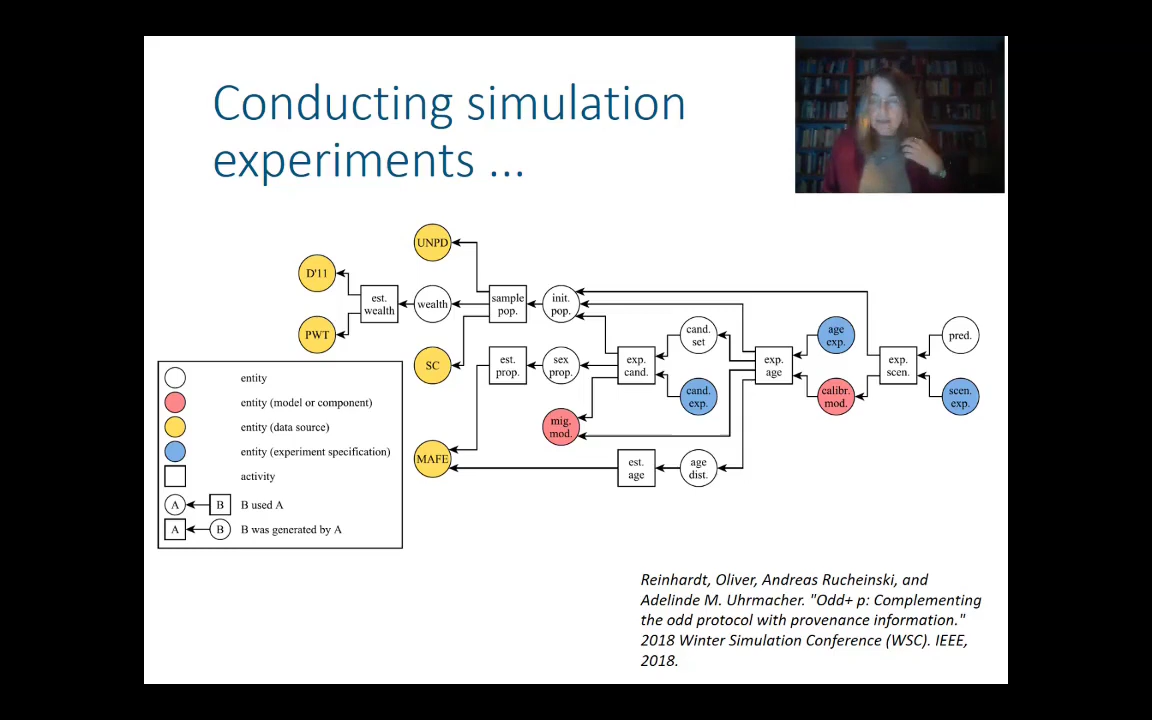 Conducting simulation
experiments ...
UNPD
D'11
est.
wealth
wealth
sample
pop.
init.
pop.
PWT
SC
est.
prop.
sex
prop.
exp.
cand.
cand.
set
cand.
exp.
exp.
age
age
exp.
calibr.
mod.
exp.
scen.
pred.
scen.
exp.
mig.
mod.
MAFE
est.
age
age
dist.
entity
entity (model or component)
entity (data source)
entity (experiment specification)
activity
A B B used A
A B B was generated by A
Reinhardt, Oliver, Andreas Rucheinski, and
Adelinde M. Uhrmacher. "Odd+ p: Complementing
the odd protocol with provenance information."
2018 Winter Simulation Conference (WSC). IEEE,
2018.